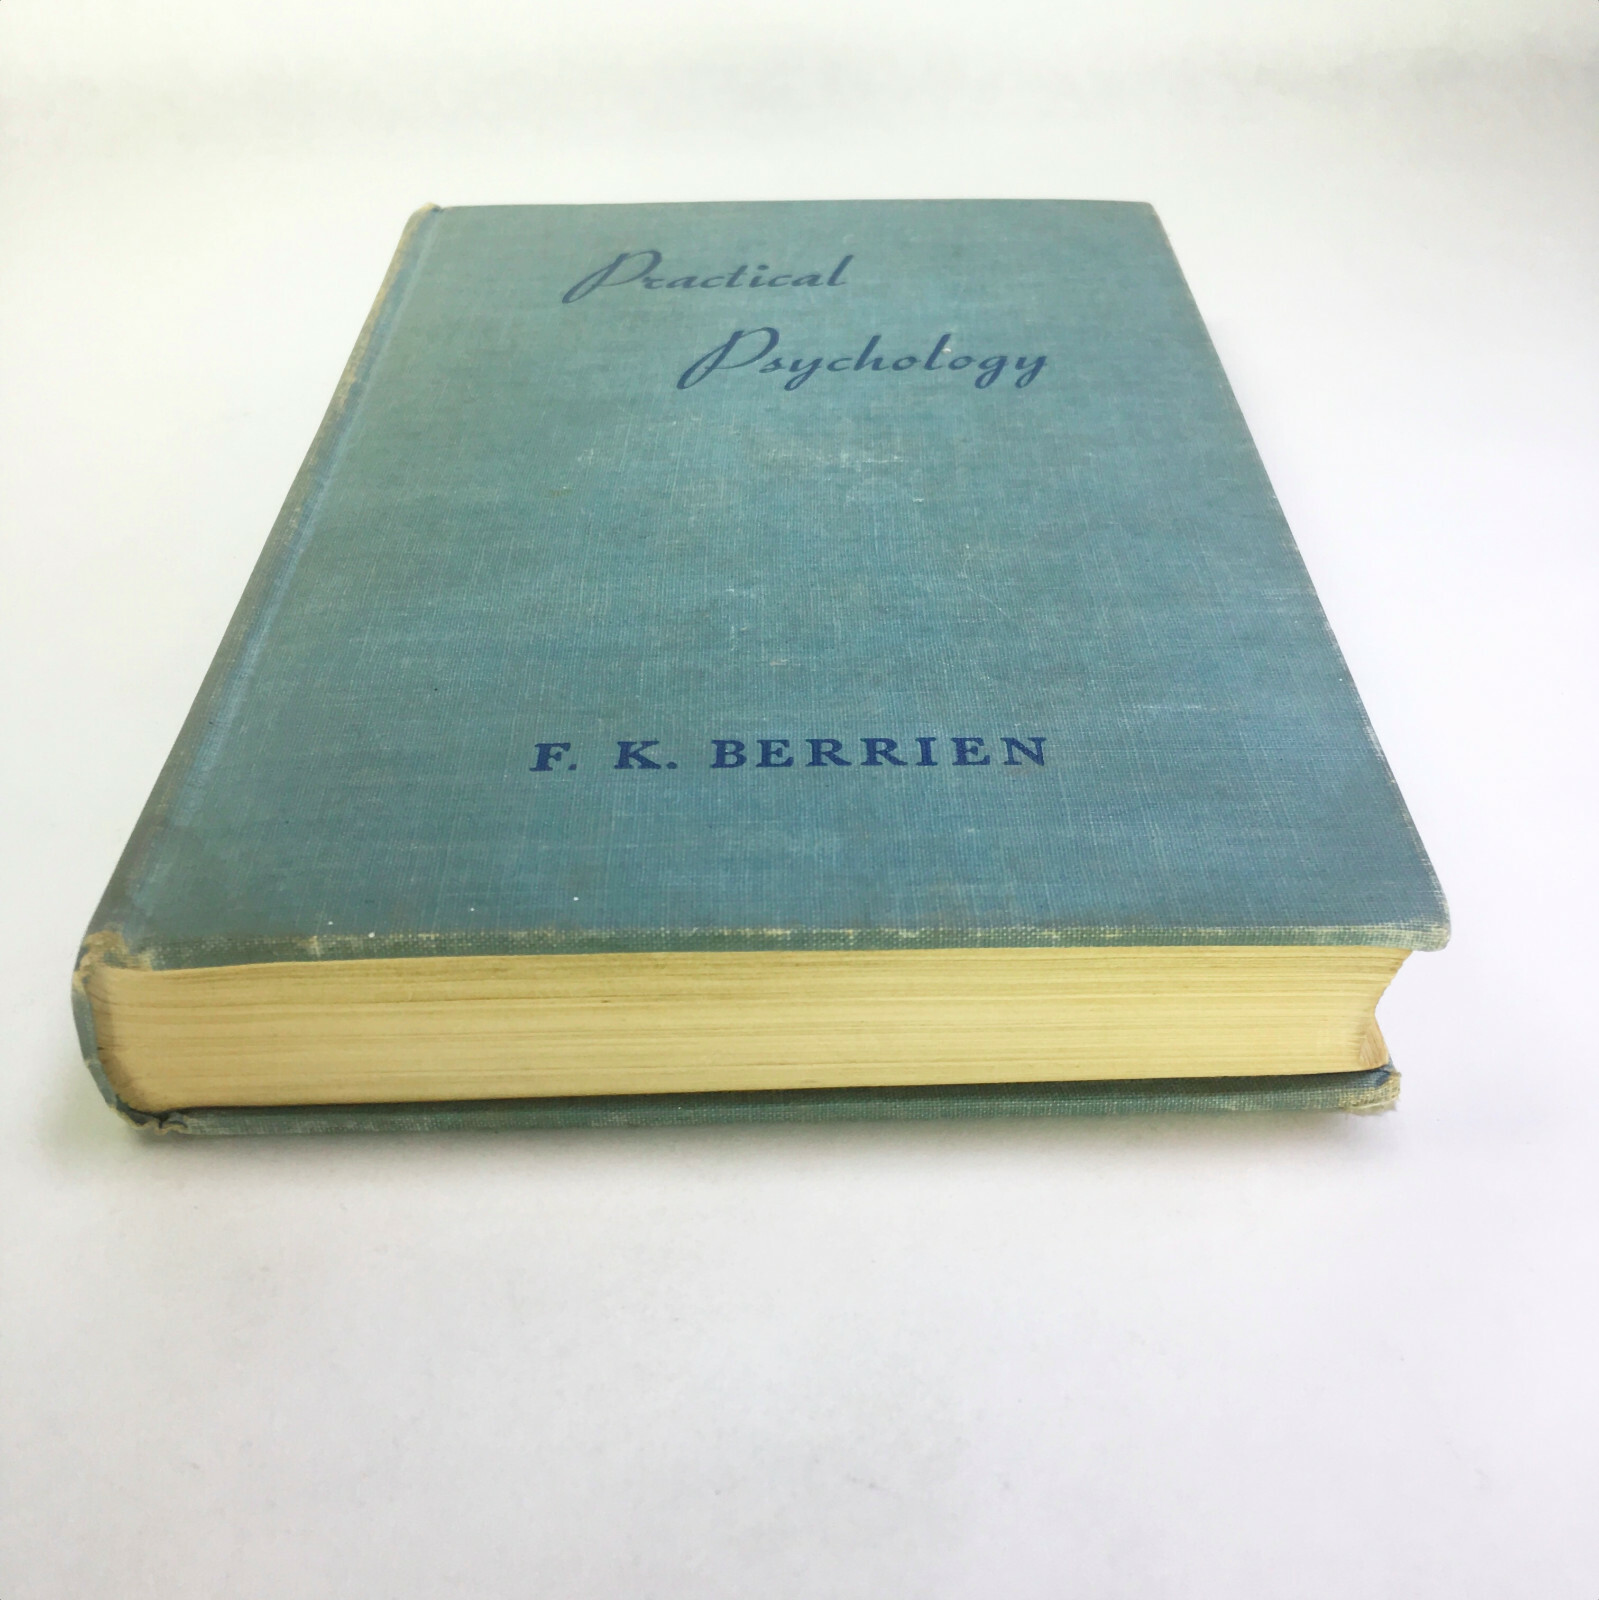 Practical
Psychology
F. K. BERRIEN